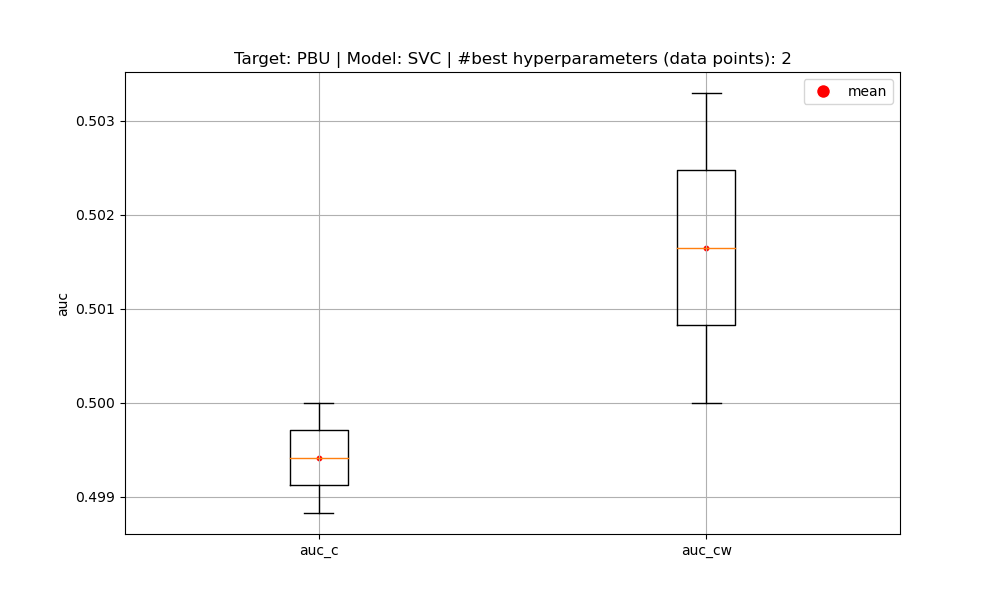 Target: PBU | Model: SVC | #best hyperparameters (data points): 2
mean
0.503
0.502
0.501
0.500
0.499
auc
auc_c
auc_cw